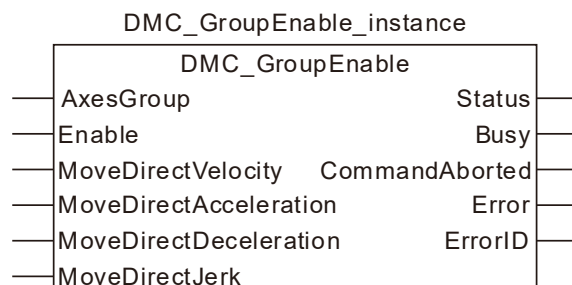 DMC_GroupEnable_instance
DMC_GroupEnable
AxesGroup Status
Enable Busy
MoveDirectVelocity CommandAborted
MoveDirectAcceleration Error
MoveDirectDeceleration ErrorID
MoveDirectJerk